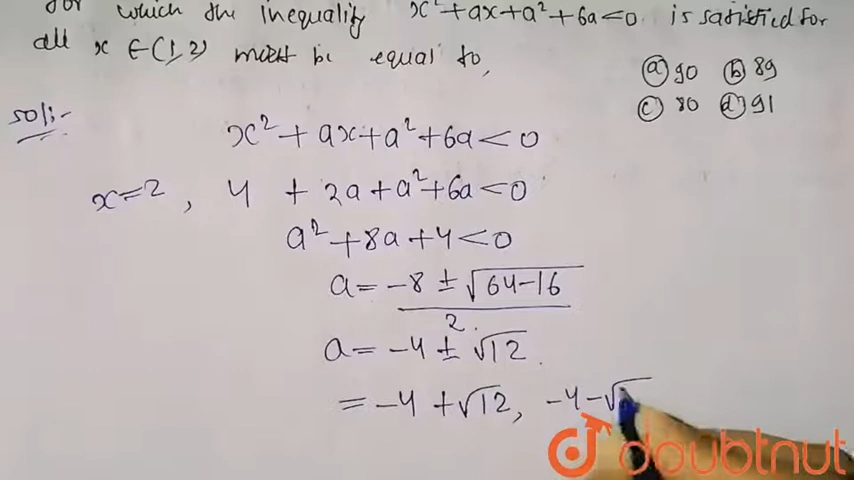 for which the inequality x²+ax+a²+6a<0 is satisfied for
all x ∈(1,2) must be equal to,
(a) 90 (b) 89
(c) 80 (d) 91
soli:-
x²+ax+a²+6a<0
x=2, 4 + 2a+a²+6a<0
a²+8a+4<0
a= -8 ± √64-16
2.
a= -4 ± √12.
= -4 +√12, -4-√
doubtnut